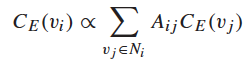 C_E(v_i) ∝ ∑ A_{ij} C_E(v_j)
v_j ∈ N_i